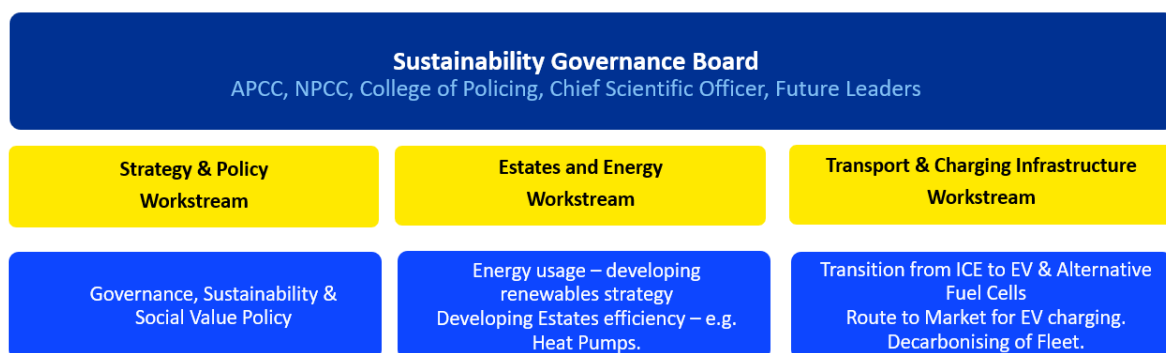 Sustainability Governance Board
APCC, NPCC, College of Policing, Chief Scientific Officer, Future Leaders
Strategy & Policy
Workstream
Estates and Energy
Workstream
Transport & Charging Infrastructure
Workstream
Governance, Sustainability &
Social Value Policy
Energy usage – developing
renewables strategy
Developing Estates efficiency – e.g.
Heat Pumps.
Transition from ICE to EV & Alternative
Fuel Cells
Route to Market for EV charging.
Decarbonising of Fleet.